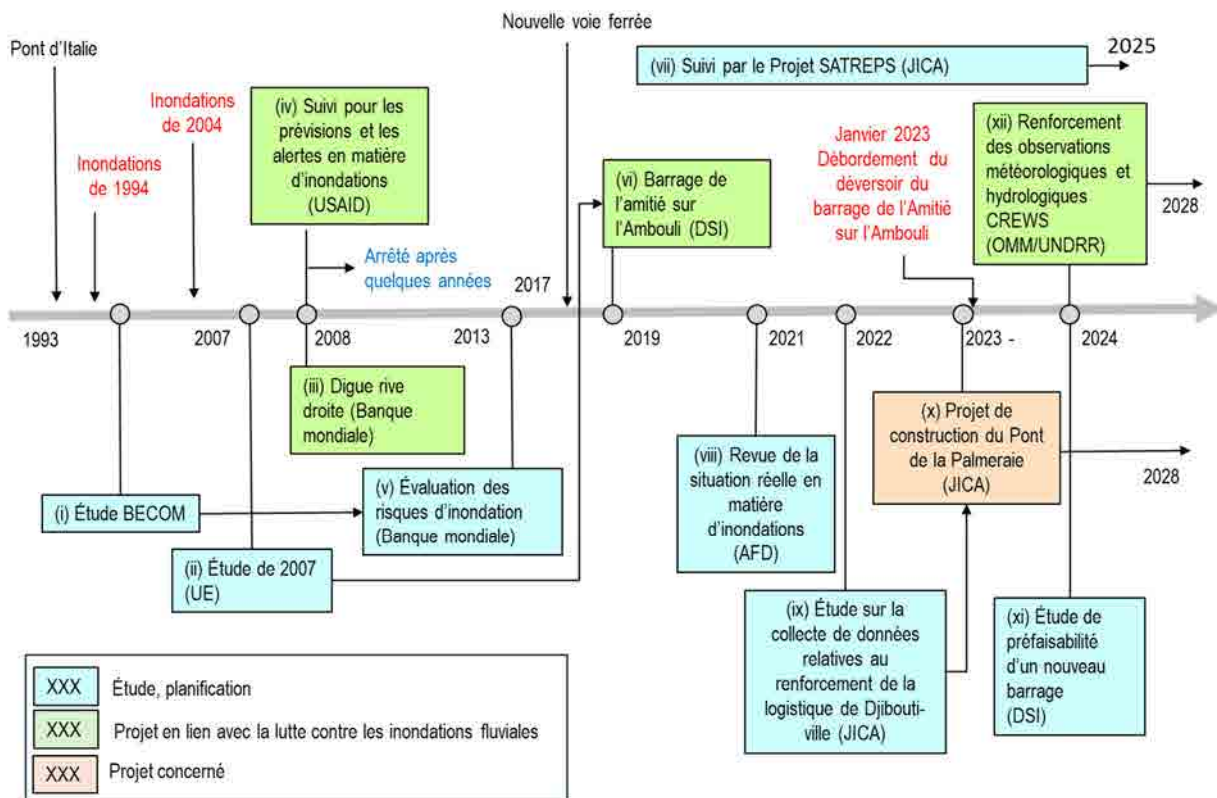 Nouvelle voie ferrée
Pont d'Italie
2025
(vii) Suivi par le Projet SATREPS (JICA)
Inondations
de 2004
Inondations
de 1994
(iv) Suivi pour les
prévisions et les
alertes en matière
d'inondations
(USAID)
Arrêté après
quelques années
(vi) Barrage de
l'amitié sur
l'Ambouli (DSI)
Janvier 2023
Débordement du
déversoir du
barrage de l'Amitié
sur l'Ambouli
(xii) Renforcement
des observations
météorologiques et
hydrologiques
CREWS
(OMM/UNDRR)
2028
2017
1993
2007
2008
2013
2019
2021
2022
2023 -
2024
(iii) Digue rive
droite (Banque
mondiale)
(i) Étude BECOM
(v) Évaluation des
risques d'inondation
(Banque mondiale)
(ii) Étude de 2007
(UE)
(viii) Revue de la
situation réelle en
matière
d'inondations
(AFD)
(x) Projet de
construction du Pont
de la Palmeraie
(JICA)
2028
(ix) Étude sur la
collecte de données
relatives au
renforcement de la
logistique de Djibouti-
ville (JICA)
(xi) Étude de
préfaisabilité
d'un nouveau
barrage
(DSI)
XXX Étude, planification
XXX Projet en lien avec la lutte contre les inondations fluviales
XXX Projet concerné